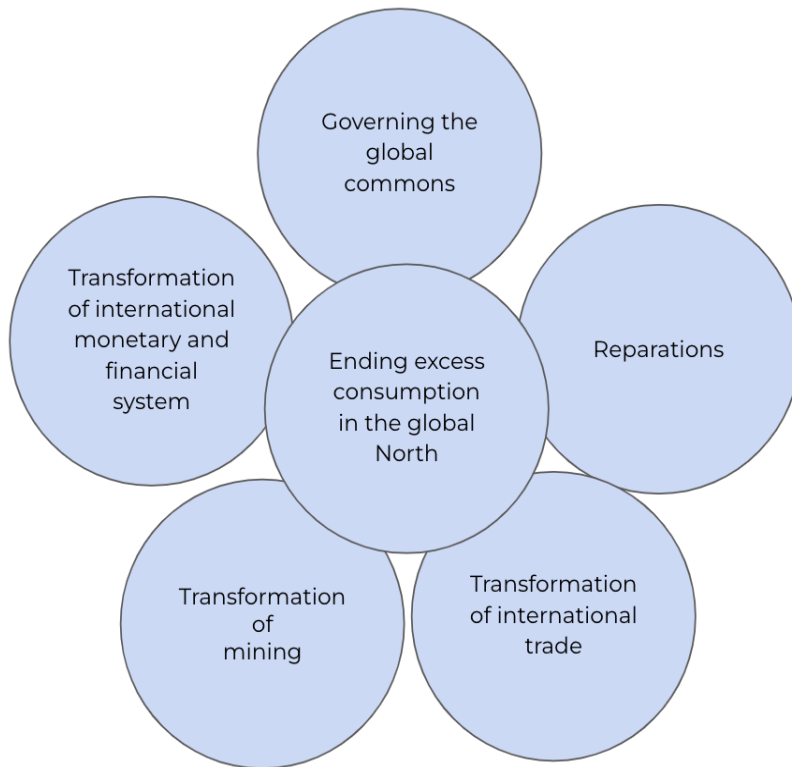 Governing the
global
commons
Transformation
of international
monetary and
financial
system
Reparations
Ending excess
consumption
in the global
North
Transformation
of
mining
Transformation
of international
trade